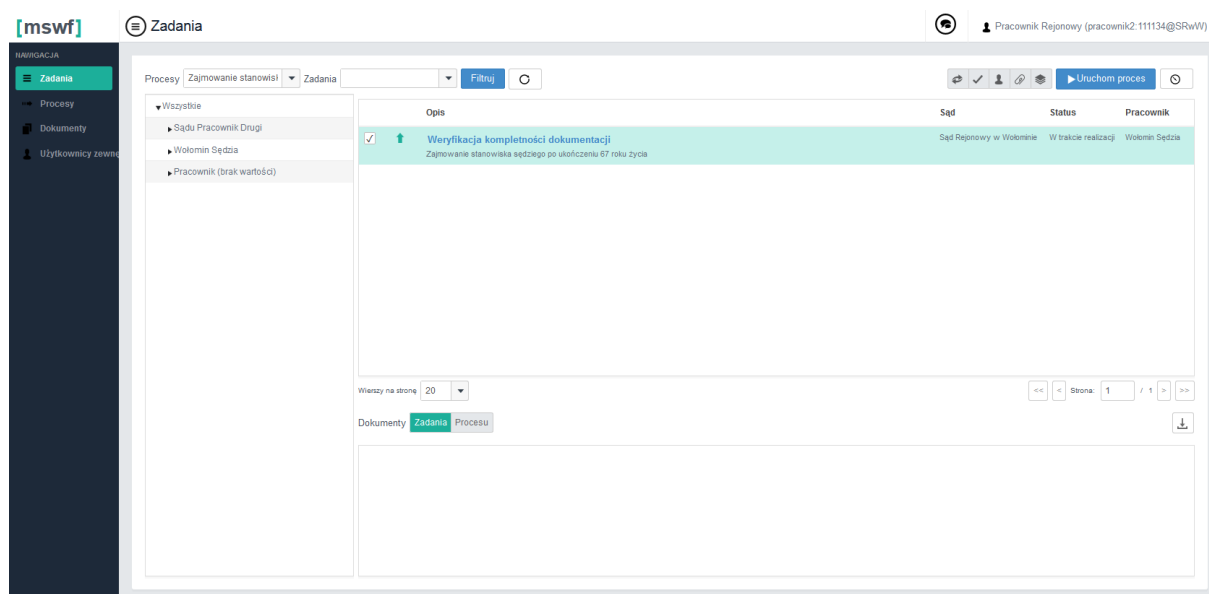 [mswf]
Zadania
Pracownik Rejonowy (pracownik2:111134@SRwW)
NAWIGACJA
Zadania
Procesy
Dokumenty
Użytkownicy zewnę
Procesy Zajmowanie stanowisk Zadania Filtruj Uruchom proces
Wszystkie
Sądu Pracownik Drugi
Wołomin Sędzia
Pracownik (brak wartości)
Opis Sąd Status Pracownik
Weryfikacja kompletności dokumentacji Sąd Rejonowy w Wołominie W trakcie realizacji Wołomin Sędzia
Zajmowanie stanowiska sędziego po ukończeniu 67 roku życia
Wierszy na stronę 20 << < Strona: 1 / 1 > >>
Dokumenty Zadania Procesu